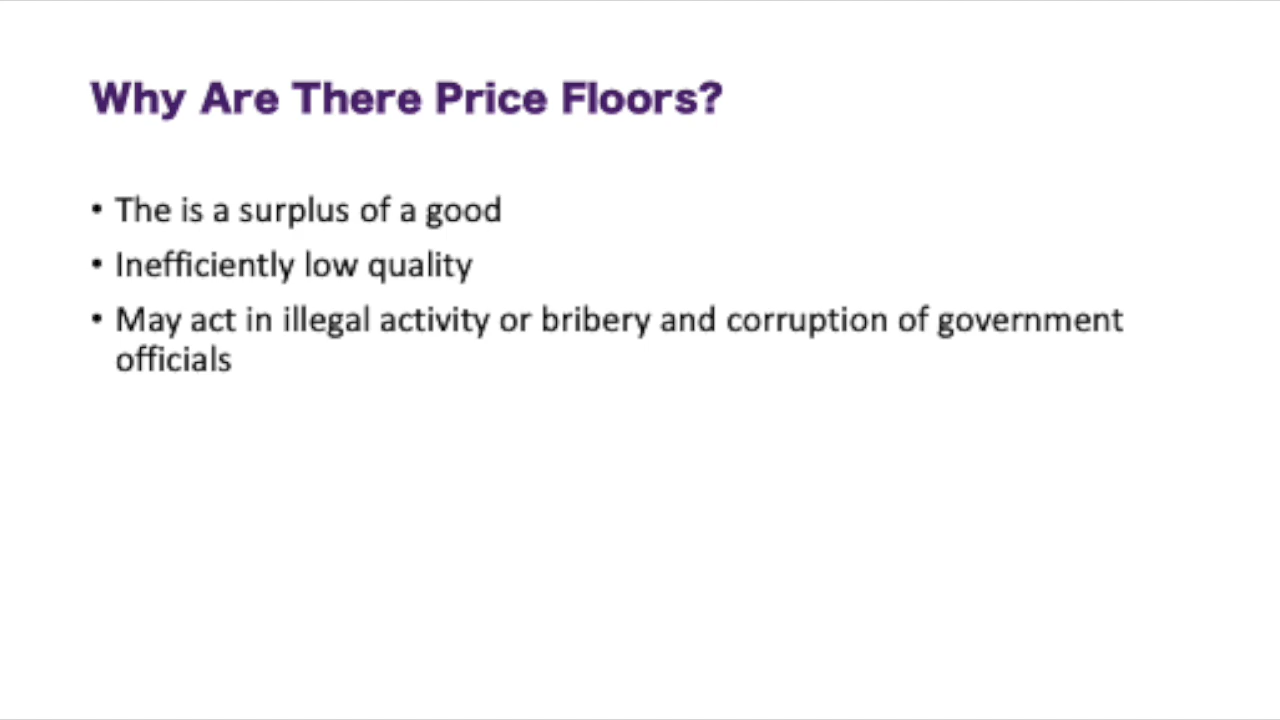 Why Are There Price Floors?
• The is a surplus of a good
• Inefficiently low quality
• May act in illegal activity or bribery and corruption of government
officials